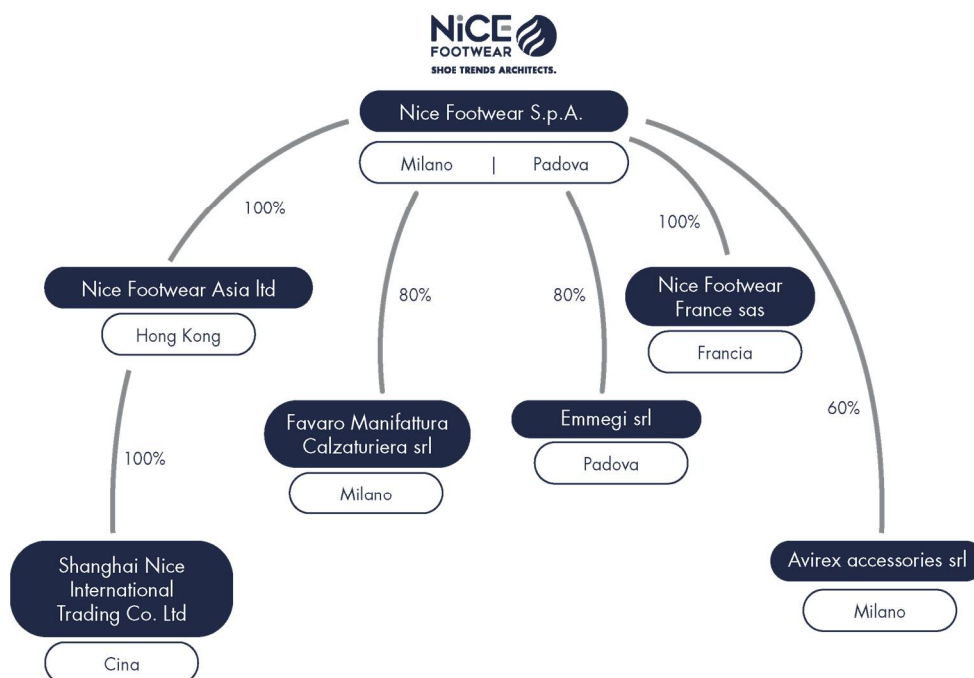 NiCE
FOOTWEAR
SHOE TRENDS ARCHITECTS.
Nice Footwear S.p.A.
Milano | Padova
100%
100%
Nice Footwear Asia ltd
Hong Kong
80%
80%
Nice Footwear
France sas
Francia
Favaro Manifattura
Calzaturiera srl
Milano
Emmegi srl
Padova
60%
100%
Shanghai Nice
International
Trading Co. Ltd
Cina
Avirex accessories srl
Milano